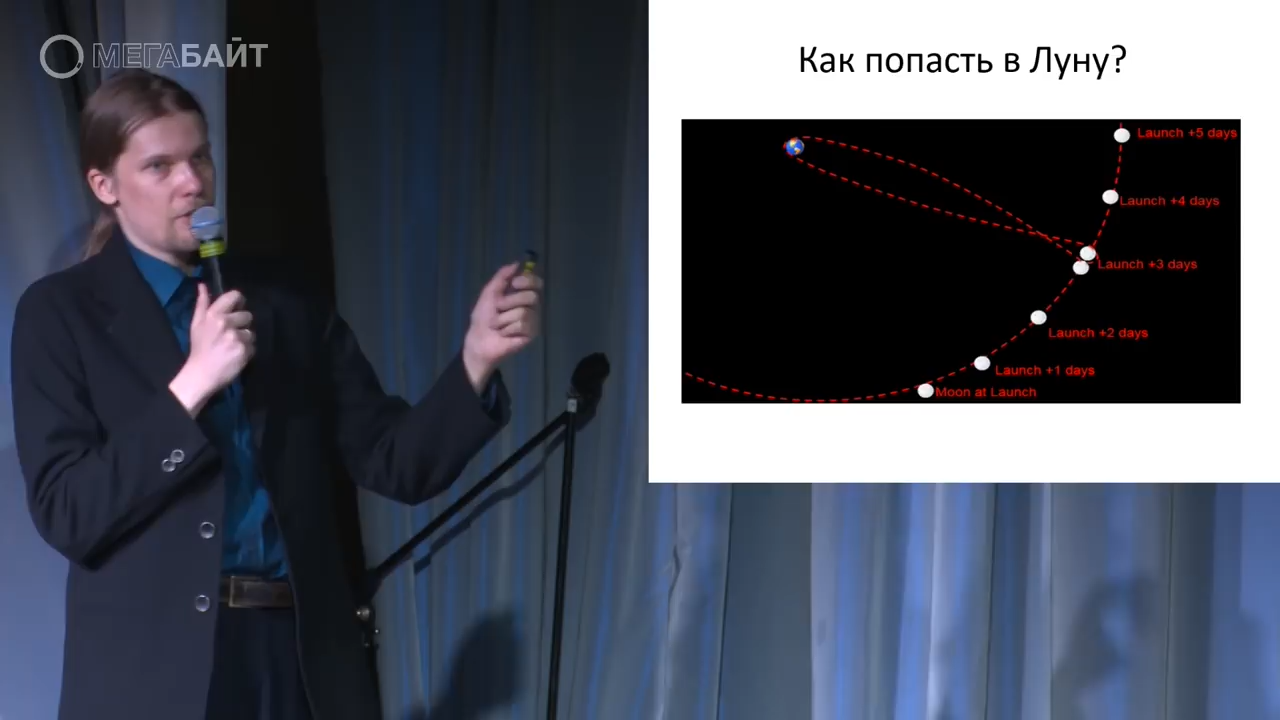 МЕГАБАЙТ
Как попасть в Луну?
Launch +5 days
Launch +4 days
Launch +3 days
Launch +2 days
Launch +1 days
Moon at Launch